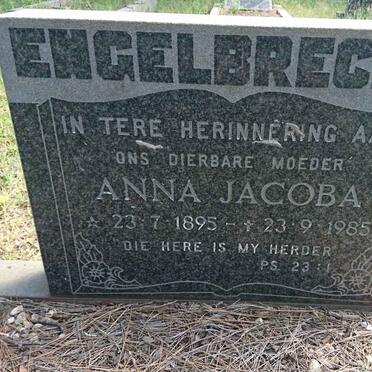 ENGELBREC
IN TERE HERINNERING AA
ONS DIERBARE MOEDER
ANNA JACOBA
* 23·7·1895 - † 23·9·1985
DIE HERE IS MY HERDER
PS. 23:1